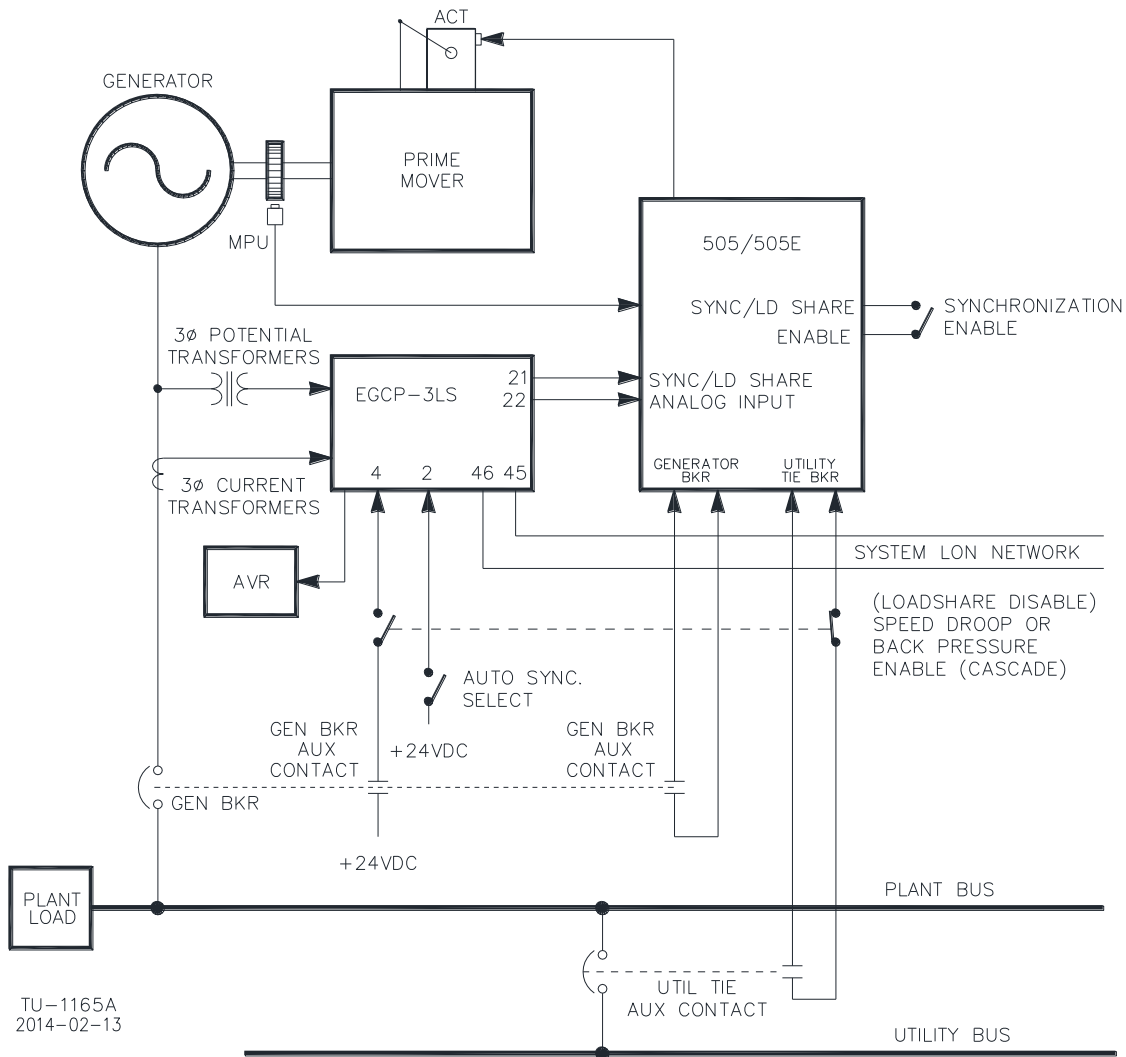 ACT
GENERATOR
PRIME
MOVER
MPU
505/505E
SYNC/LD SHARE
ENABLE
SYNCHRONIZATION
ENABLE
3ø POTENTIAL
TRANSFORMERS
EGCP-3LS
21
22
SYNC/LD SHARE
ANALOG INPUT
4
2
46
45
GENERATOR
BKR
UTILITY
TIE BKR
3ø CURRENT
TRANSFORMERS
SYSTEM LON NETWORK
AVR
(LOADSHARE DISABLE)
SPEED DROOP OR
BACK PRESSURE
ENABLE (CASCADE)
AUTO SYNC.
SELECT
+24VDC
GEN BKR
AUX
CONTACT
GEN BKR
AUX
CONTACT
GEN BKR
+24VDC
PLANT
LOAD
PLANT BUS
UTIL TIE
AUX CONTACT
TU-1165A
2014-02-13
UTILITY BUS